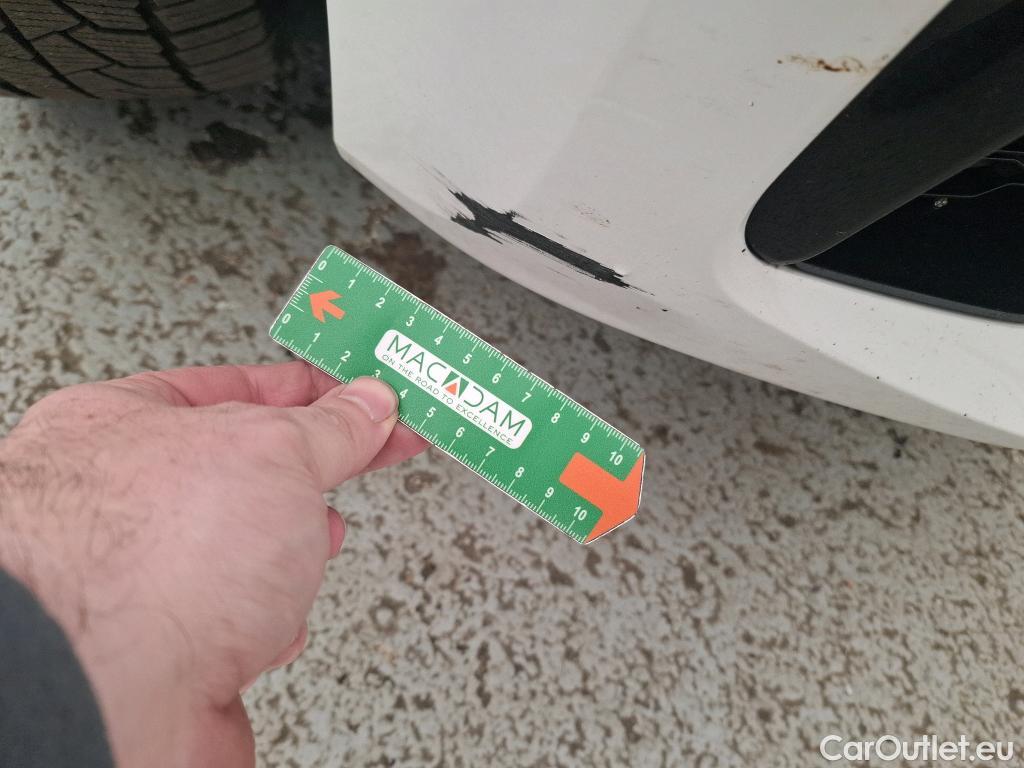 0 1 2 3 4 5 6 7 8 9 10
MACADAM
ON THE ROAD TO EXCELLENCE
0 1 2 3 4 5 6 7 8 9 10
CarOutlet.eu